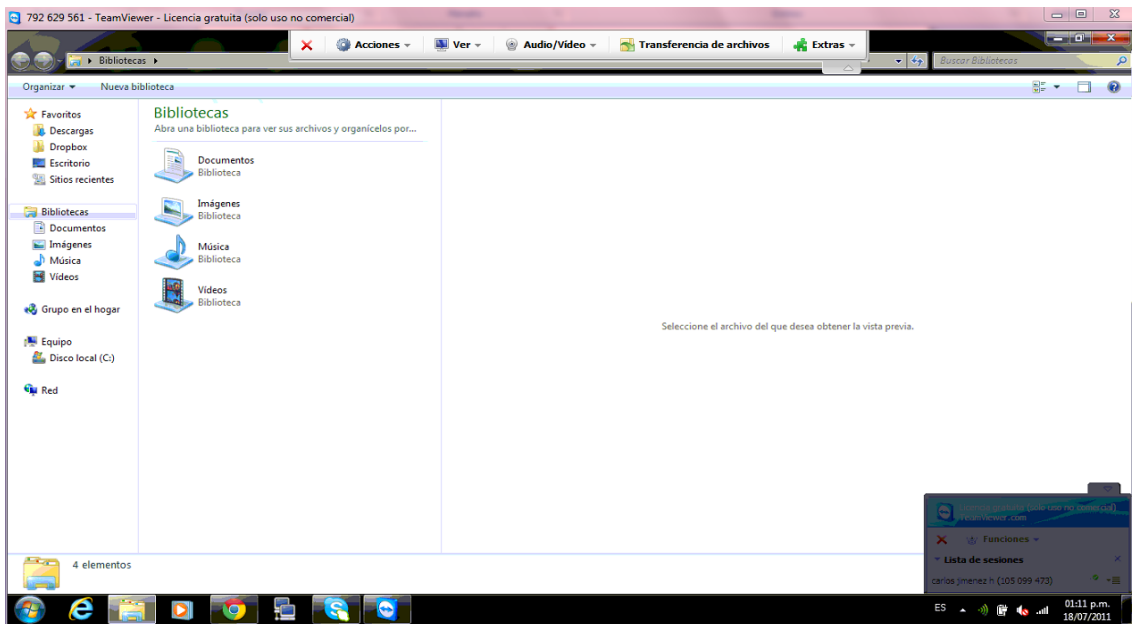 792 629 561 - TeamViewer - Licencia gratuita (solo uso no comercial)
Acciones Ver Audio/Vídeo Transferencia de archivos Extras
Bibliotecas
Buscar Bibliotecas
Organizar Nueva biblioteca
Favoritos
Descargas
Dropbox
Escritorio
Sitios recientes
Bibliotecas
Documentos
Imágenes
Música
Vídeos
Grupo en el hogar
Equipo
Disco local (C:)
Red
Bibliotecas
Abra una biblioteca para ver sus archivos y organícelos por...
Documentos
Biblioteca
Imágenes
Biblioteca
Música
Biblioteca
Vídeos
Biblioteca
Seleccione el archivo del que desea obtener la vista previa.
Licencia gratuita (solo uso no comercial)
TeamViewer.com
Funciones
Lista de sesiones
carlos jimenez h (105 099 473)
4 elementos
ES
01:11 p.m.
18/07/2011